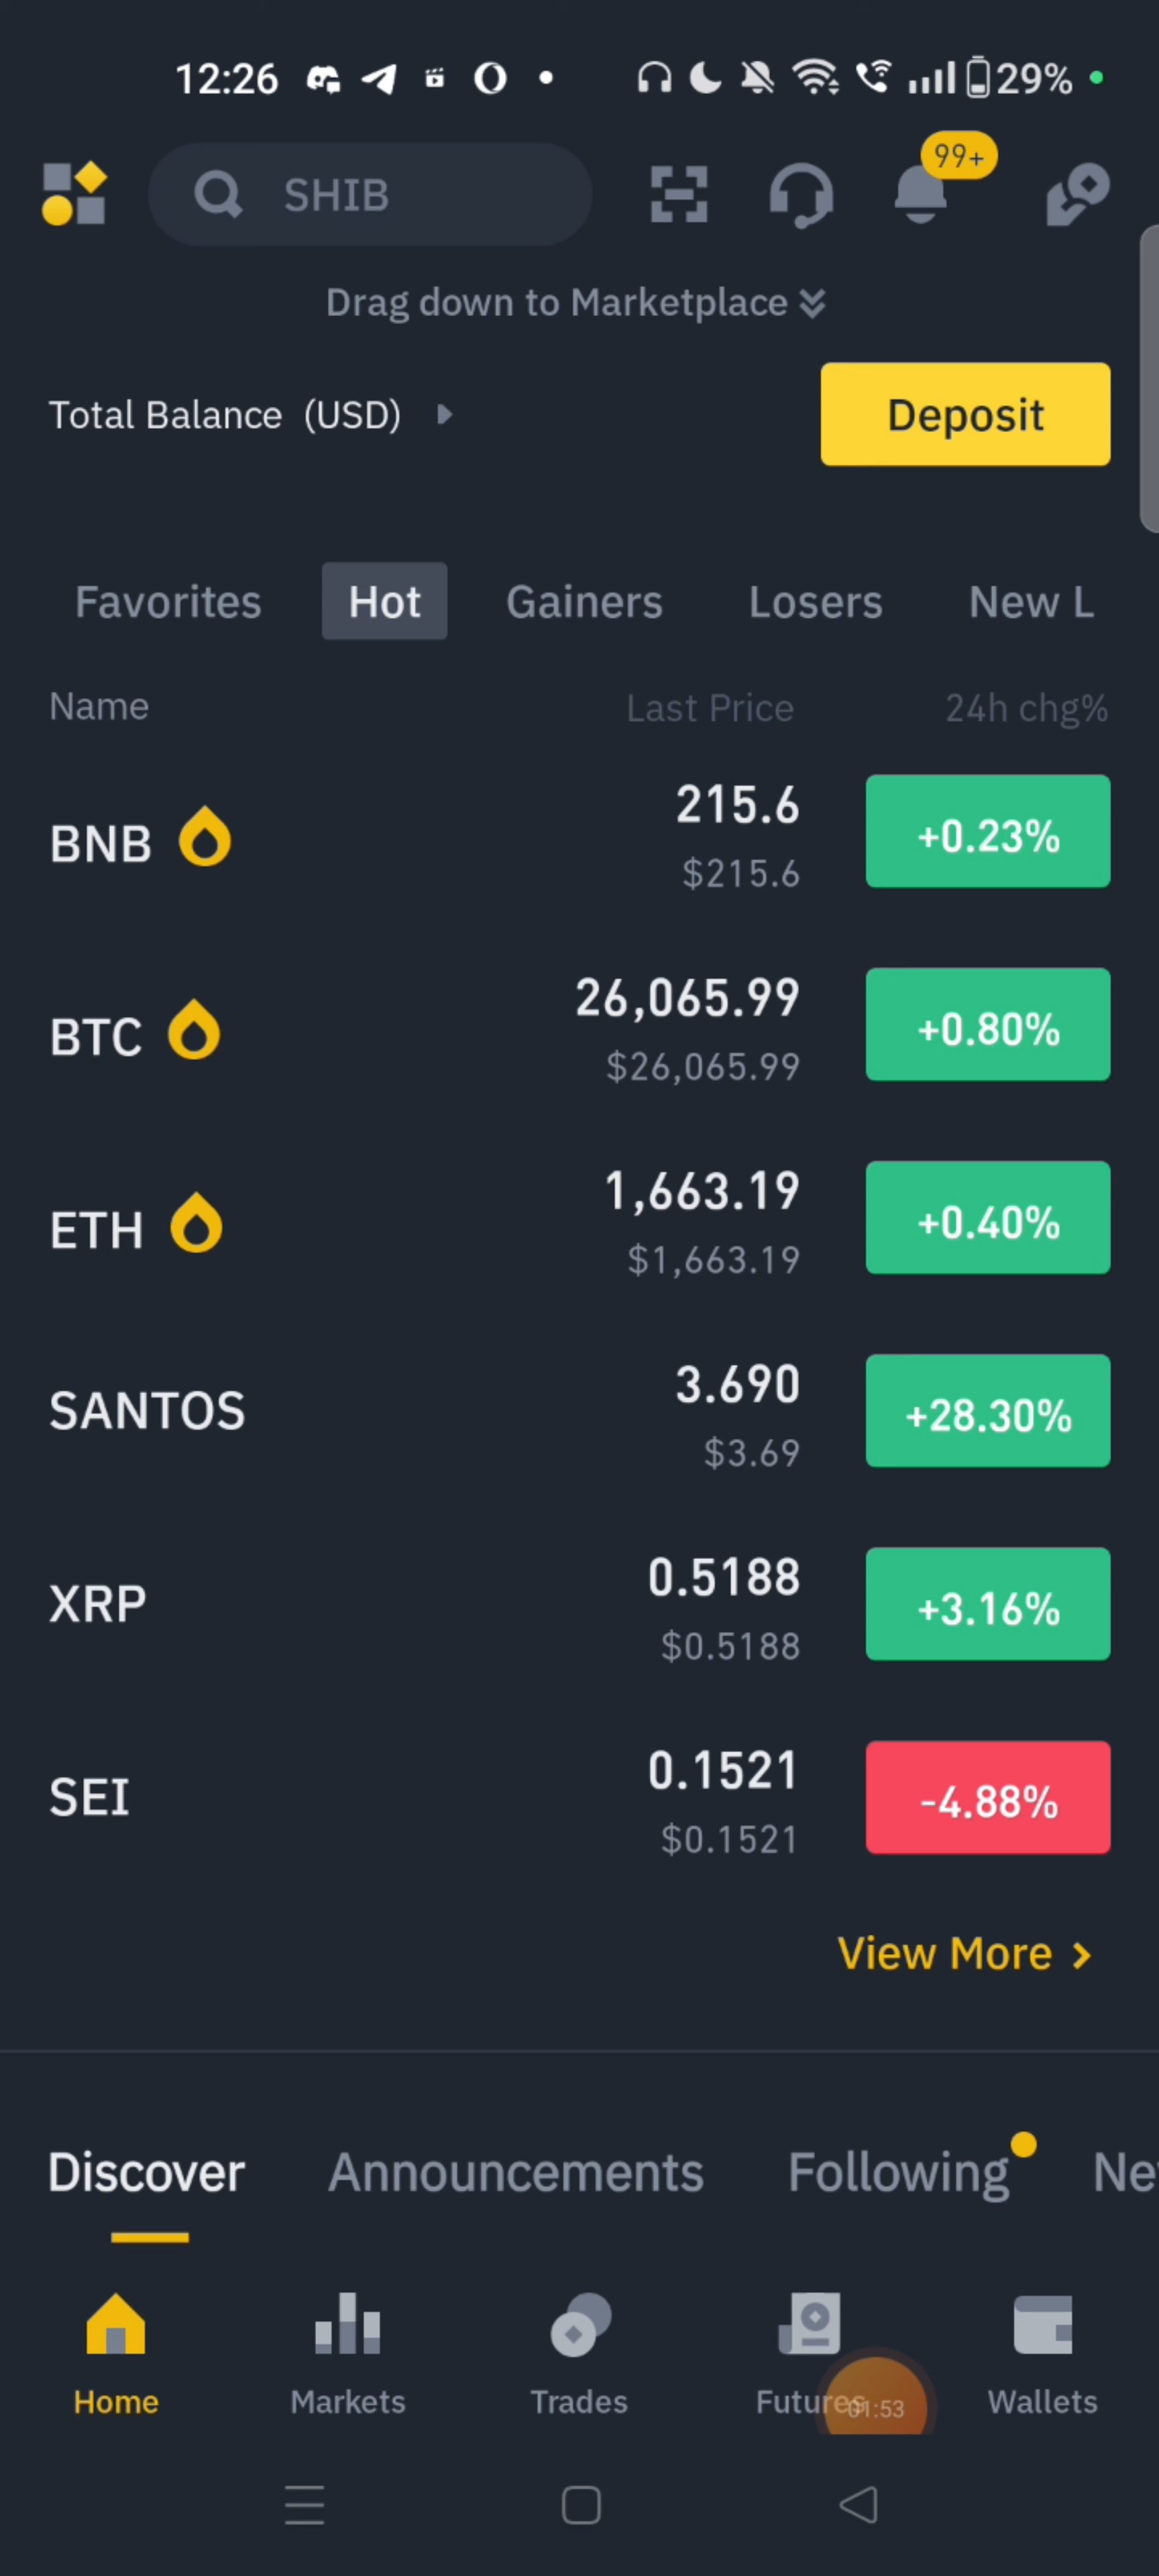 12:26 29%
SHIB 99+
Drag down to Marketplace
Total Balance (USD) Deposit
Favorites Hot Gainers Losers New L
Name Last Price 24h chg%
BNB 215.6 +0.23%
$215.6
BTC 26,065.99 +0.80%
$26,065.99
ETH 1,663.19 +0.40%
$1,663.19
SANTOS 3.690 +28.30%
$3.69
XRP 0.5188 +3.16%
$0.5188
SEI 0.1521 -4.88%
$0.1521
View More
Discover Announcements Following Ne
Home Markets Trades Futures Wallets
01:53